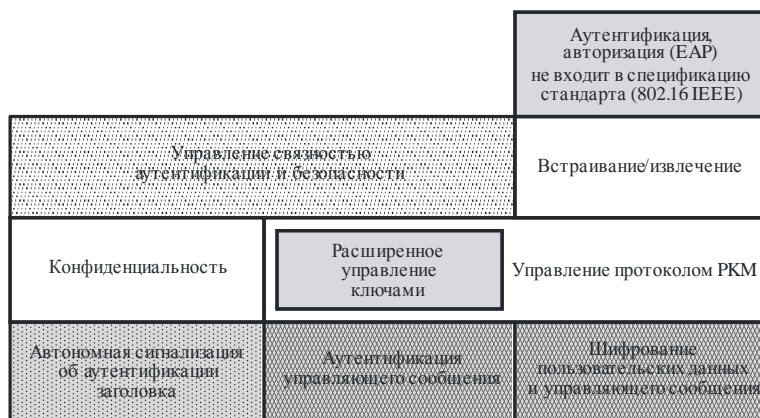 Аутентификация,
авторизация (EAP)
не входит в спецификацию
стандарта (802.16 IEEE)
Управление связностью
аутентификации и безопасности
Встраивание/извлечение
Конфиденциальность
Расширенное
управление
ключами
Управление протоколом PKM
Автономная сигнализация
об аутентификации
заголовка
Аутентификация
управляющего сообщения
Шифрование
пользовательских данных
и управляющего сообщения